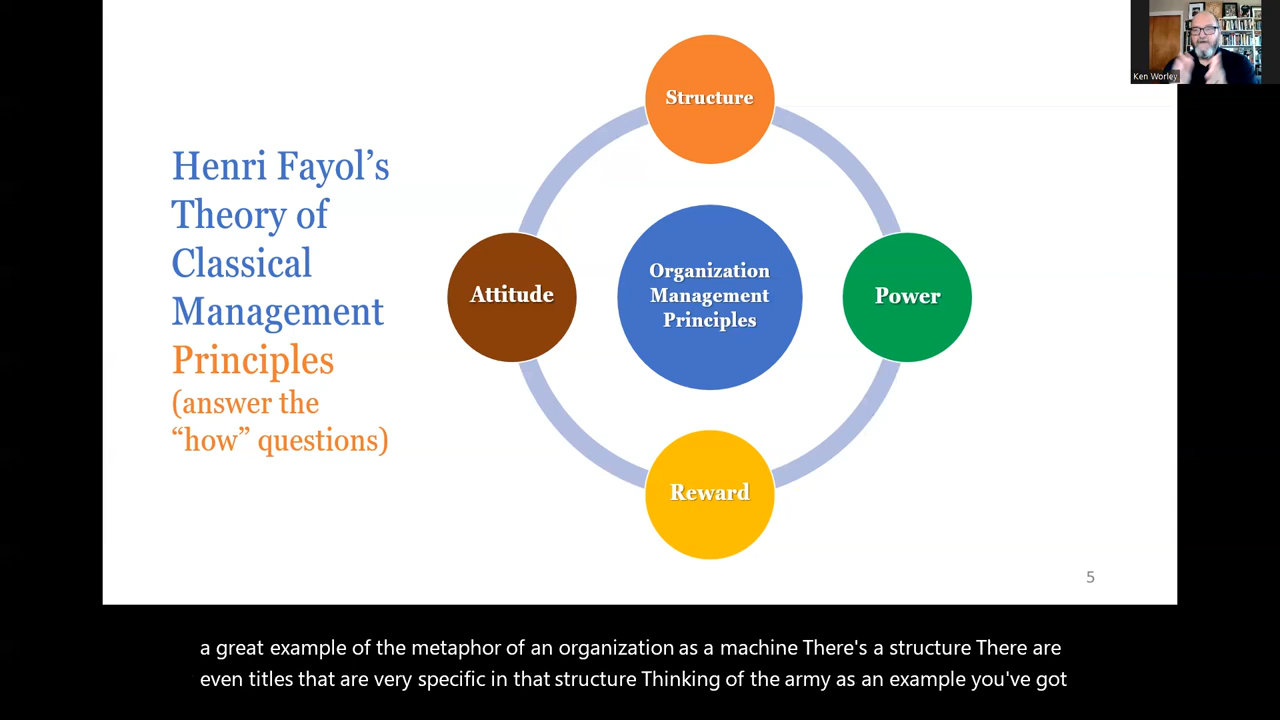 Ken Worley
Henri Fayol’s
Theory of
Classical
Management
Principles
(answer the
“how” questions)
Structure
Attitude
Organization
Management
Principles
Power
Reward
5
a great example of the metaphor of an organization as a machine There's a structure There are
even titles that are very specific in that structure Thinking of the army as an example you've got